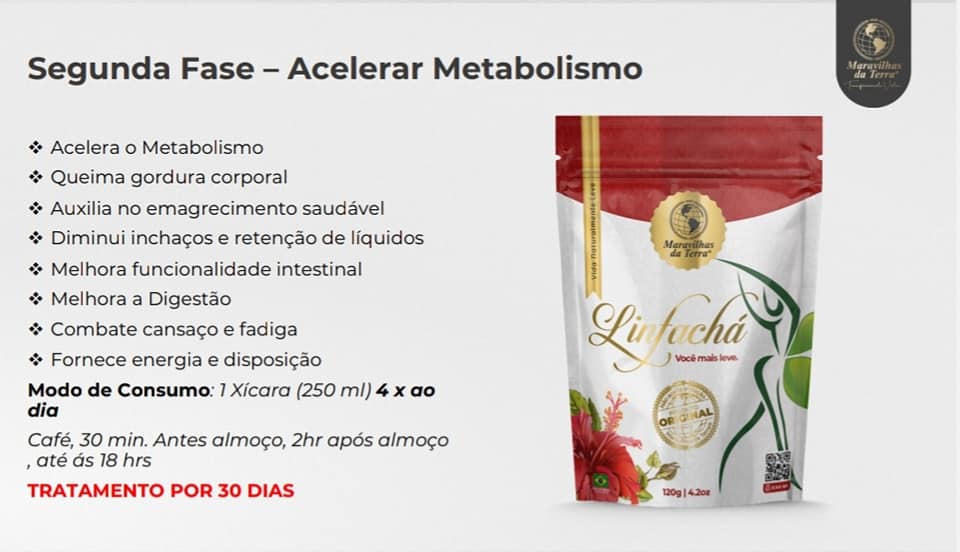 Segunda Fase – Acelerar Metabolismo
Maravilhas
da Terra®
❖ Acelera o Metabolismo
❖ Queima gordura corporal
❖ Auxilia no emagrecimento saudável
❖ Diminui inchaços e retenção de líquidos
❖ Melhora funcionalidade intestinal
❖ Melhora a Digestão
❖ Combate cansaço e fadiga
❖ Fornece energia e disposição
Modo de Consumo: 1 Xícara (250 ml) 4 x ao
dia
Café, 30 min. Antes almoço, 2hr após almoço
, até ás 18 hrs
TRATAMENTO POR 30 DIAS
Vida Naturalmente Leve
Maravilhas
da Terra®
Linfachá
Você mais leve.
ORIGINAL
120g | 4.2oz